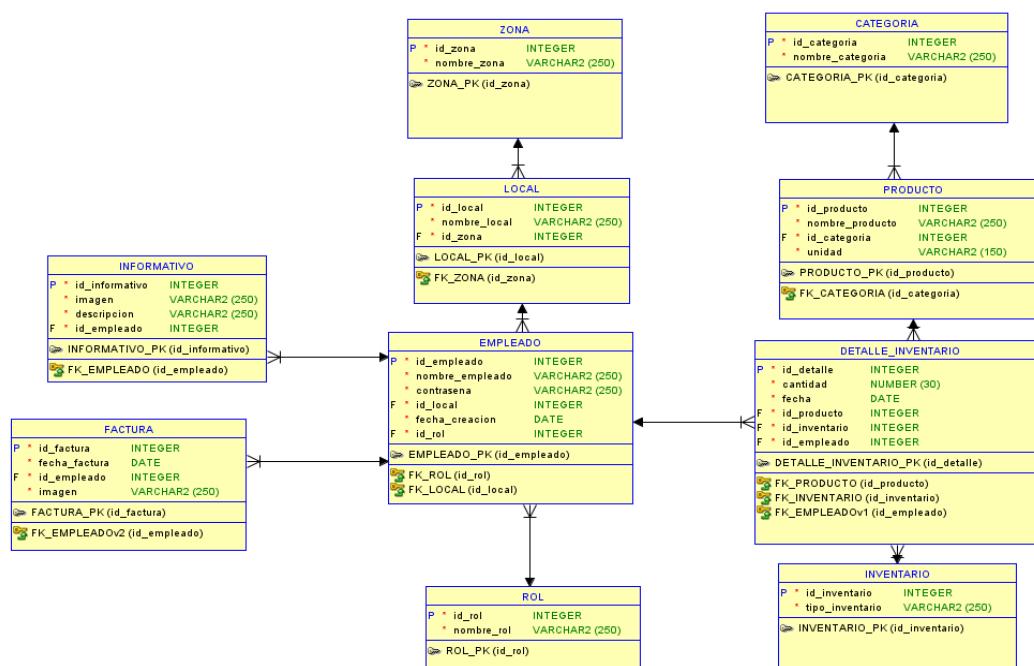 ZONA
P * id_zona INTEGER
* nombre_zona VARCHAR2 (250)
ZONA_PK (id_zona)
CATEGORIA
P * id_categoria INTEGER
* nombre_categoria VARCHAR2 (250)
CATEGORIA_PK (id_categoria)
LOCAL
P * id_local INTEGER
* nombre_local VARCHAR2 (250)
F * id_zona INTEGER
LOCAL_PK (id_local)
FK_ZONA (id_zona)
PRODUCTO
P * id_producto INTEGER
* nombre_producto VARCHAR2 (250)
F * id_categoria INTEGER
* unidad VARCHAR2 (150)
PRODUCTO_PK (id_producto)
FK_CATEGORIA (id_categoria)
INFORMATIVO
P * id_informativo INTEGER
* imagen VARCHAR2 (250)
* descripcion VARCHAR2 (250)
F * id_empleado INTEGER
INFORMATIVO_PK (id_informativo)
FK_EMPLEADO (id_empleado)
EMPLEADO
P * id_empleado INTEGER
* nombre_empleado VARCHAR2 (250)
* contrasena VARCHAR2 (250)
F * id_local INTEGER
* fecha_creacion DATE
F * id_rol INTEGER
EMPLEADO_PK (id_empleado)
FK_ROL (id_rol)
FK_LOCAL (id_local)
DETALLE_INVENTARIO
P * id_detalle INTEGER
* cantidad NUMBER (30)
* fecha DATE
F * id_producto INTEGER
F * id_inventario INTEGER
F * id_empleado INTEGER
DETALLE_INVENTARIO_PK (id_detalle)
FK_PRODUCTO (id_producto)
FK_INVENTARIO (id_inventario)
FK_EMPLEADOv1 (id_empleado)
FACTURA
P * id_factura INTEGER
* fecha_factura DATE
F * id_empleado INTEGER
* imagen VARCHAR2 (250)
FACTURA_PK (id_factura)
FK_EMPLEADOv2 (id_empleado)
ROL
P * id_rol INTEGER
* nombre_rol VARCHAR2 (250)
ROL_PK (id_rol)
INVENTARIO
P * id_inventario INTEGER
* tipo_inventario VARCHAR2 (250)
INVENTARIO_PK (id_inventario)